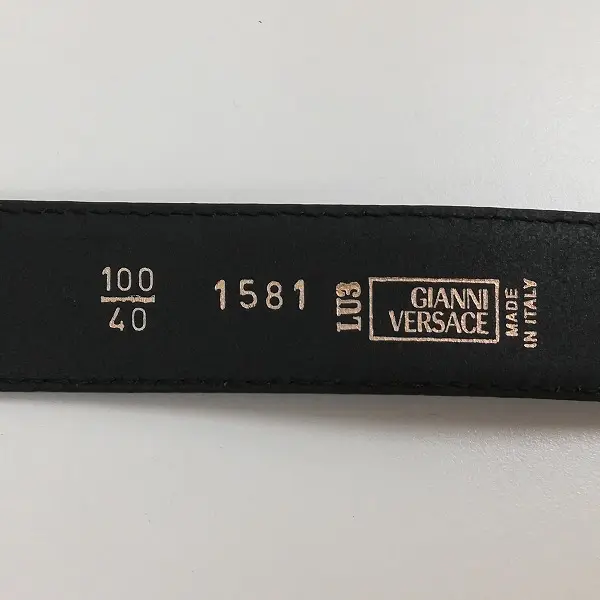 100
40
1581
LU3
GIANNI
VERSACE
MADE
IN ITALY